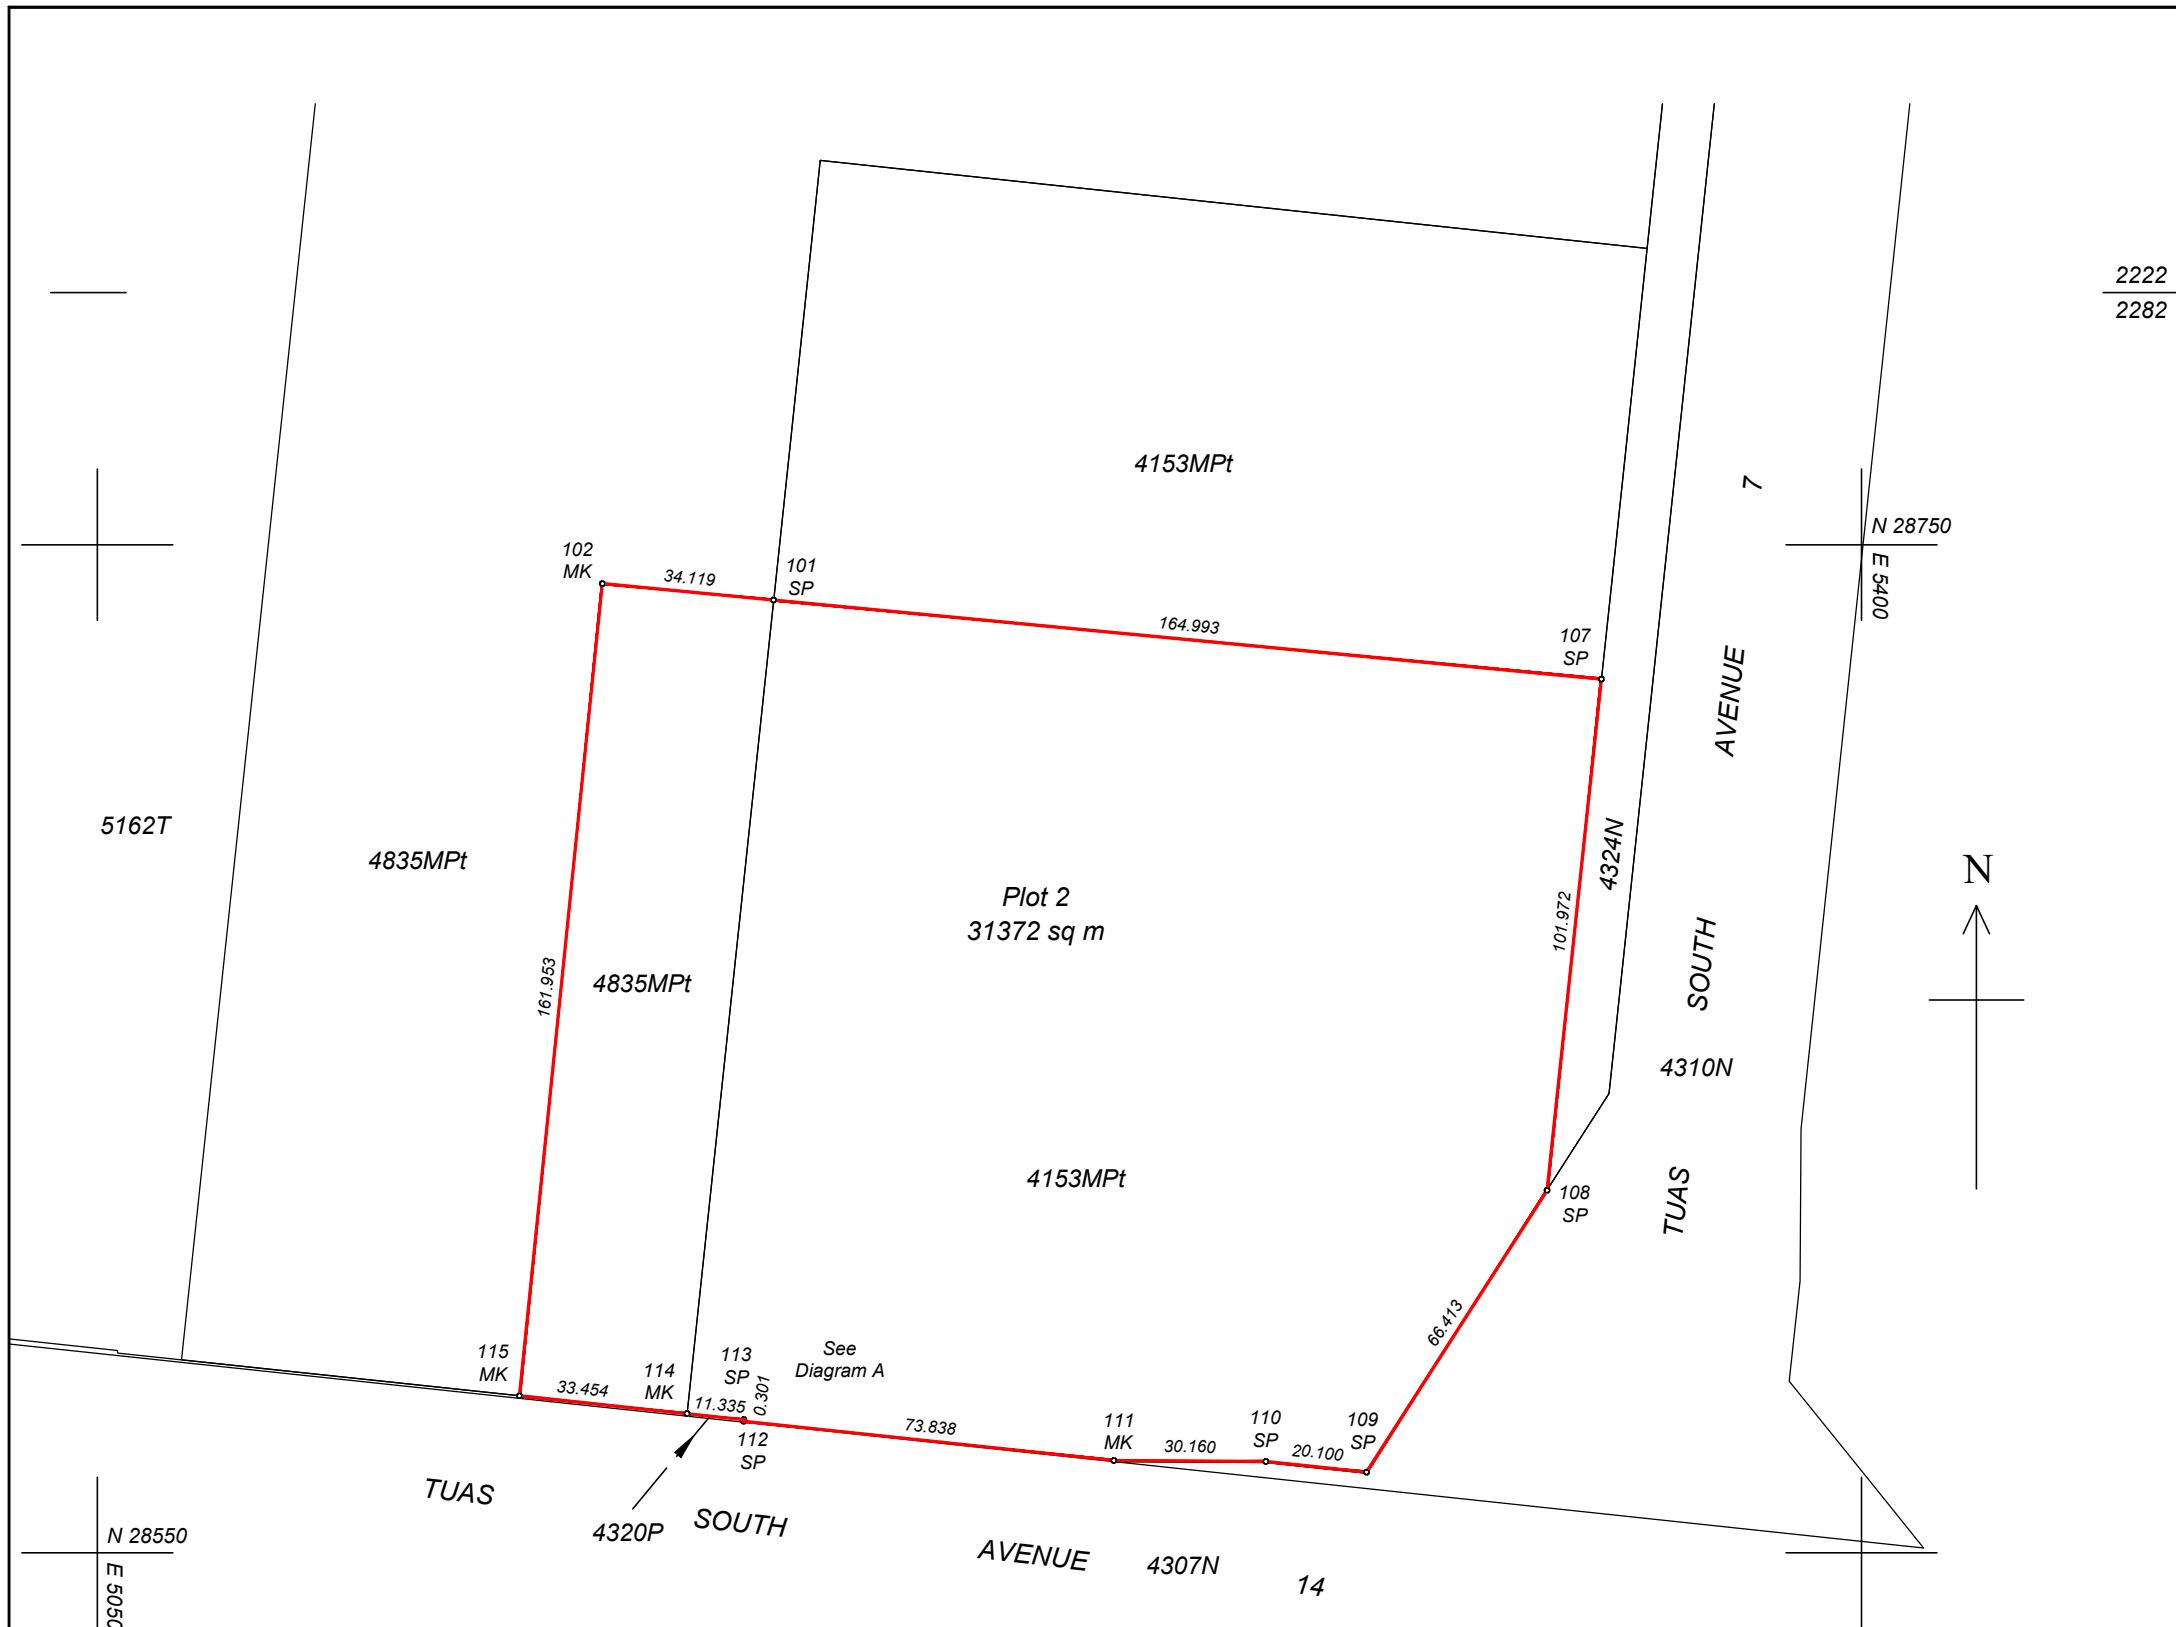 2222
2282
4153MPt
7
N 28750
E 5400
102
MK
34.119
101
SP
164.993
107
SP
AVENUE
5162T
4835MPt
4324N
N
Plot 2
31372 sq m
101.972
SOUTH
161.953
4835MPt
4310N
4153MPt
TUAS
108
SP
66.413
115
MK
33.454
114
MK
11.335
113
SP
0.301
See
Diagram A
112
SP
73.838
111
MK
30.160
110
SP
20.100
109
SP
TUAS
4320P
SOUTH
AVENUE
4307N
14
N 28550
E 5050